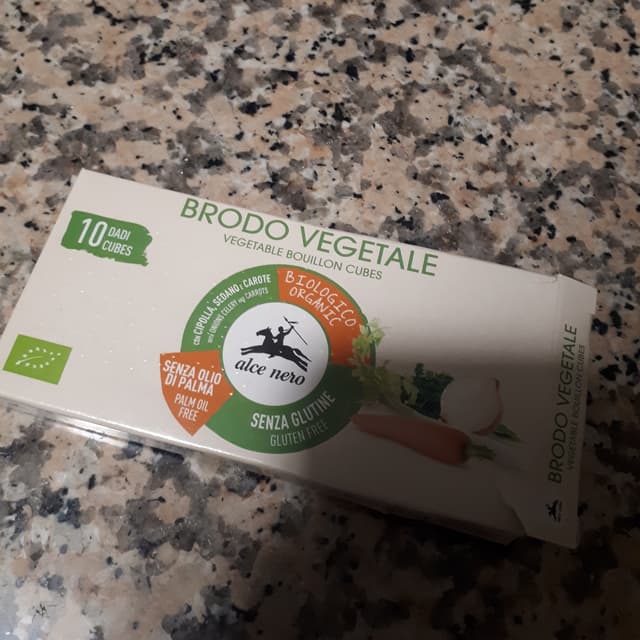 10 DADI
CUBES
BRODO VEGETALE
VEGETABLE BOUILLON CUBES
con CIPOLLA, SEDANO e CAROTE
with ONIONS, CELERY and CARROTS
BIOLOGICO
ORGANIC
alce nero
SENZA OLIO
DI PALMA
PALM OIL
FREE
SENZA GLUTINE
GLUTEN FREE
BRODO VEGETALE
VEGETABLE BOUILLON CUBES